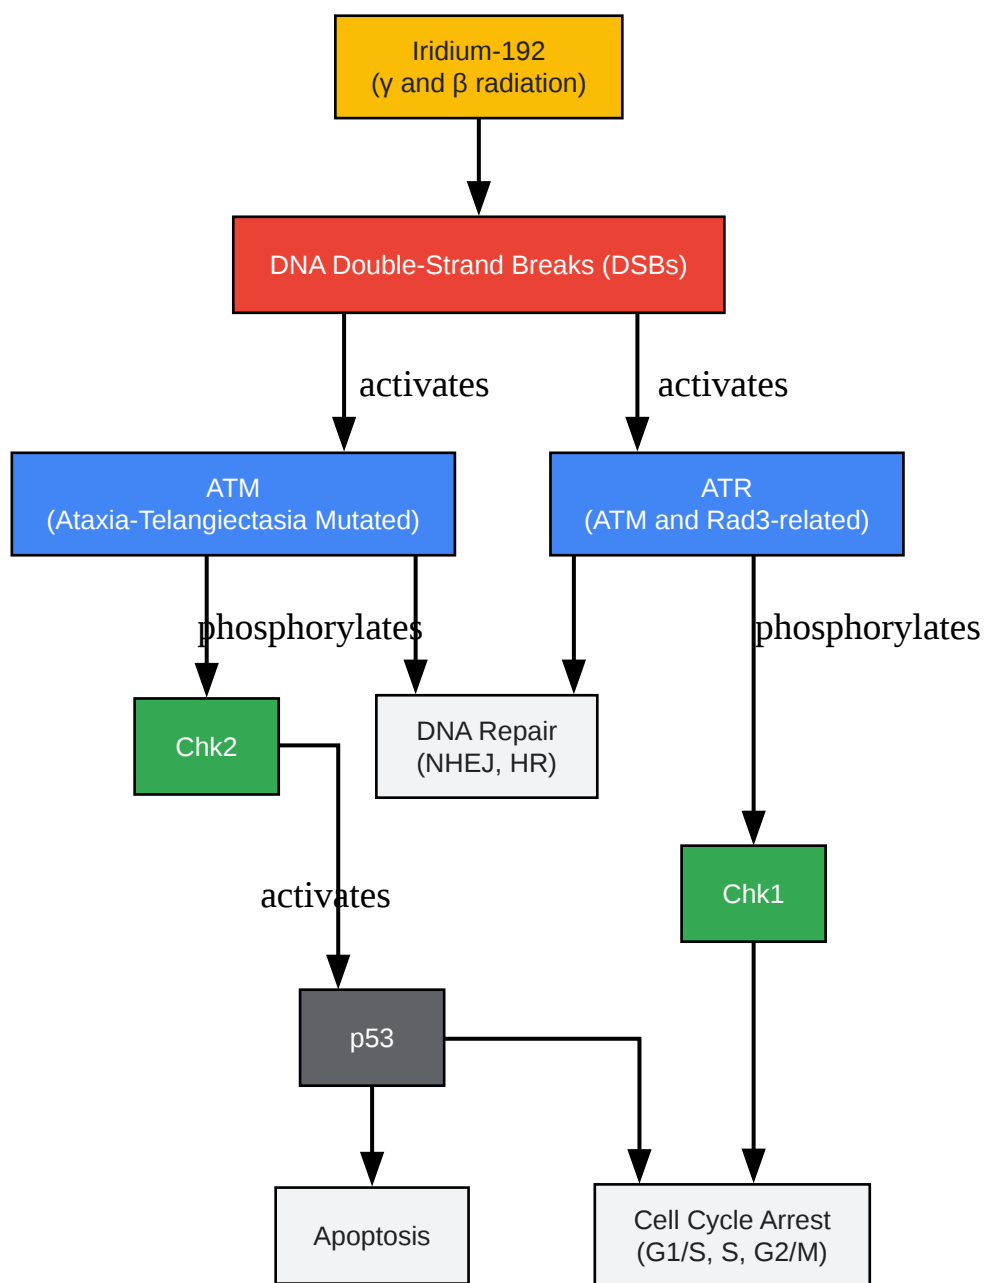 Iridium-192
(γ and β radiation)
DNA Double-Strand Breaks (DSBs)
activates
activates
ATM
(Ataxia-Telangiectasia Mutated)
ATR
(ATM and Rad3-related)
phosphorylates
phosphorylates
Chk2
DNA Repair
(NHEJ, HR)
Chk1
activates
p53
Apoptosis
Cell Cycle Arrest
(G1/S, S, G2/M)